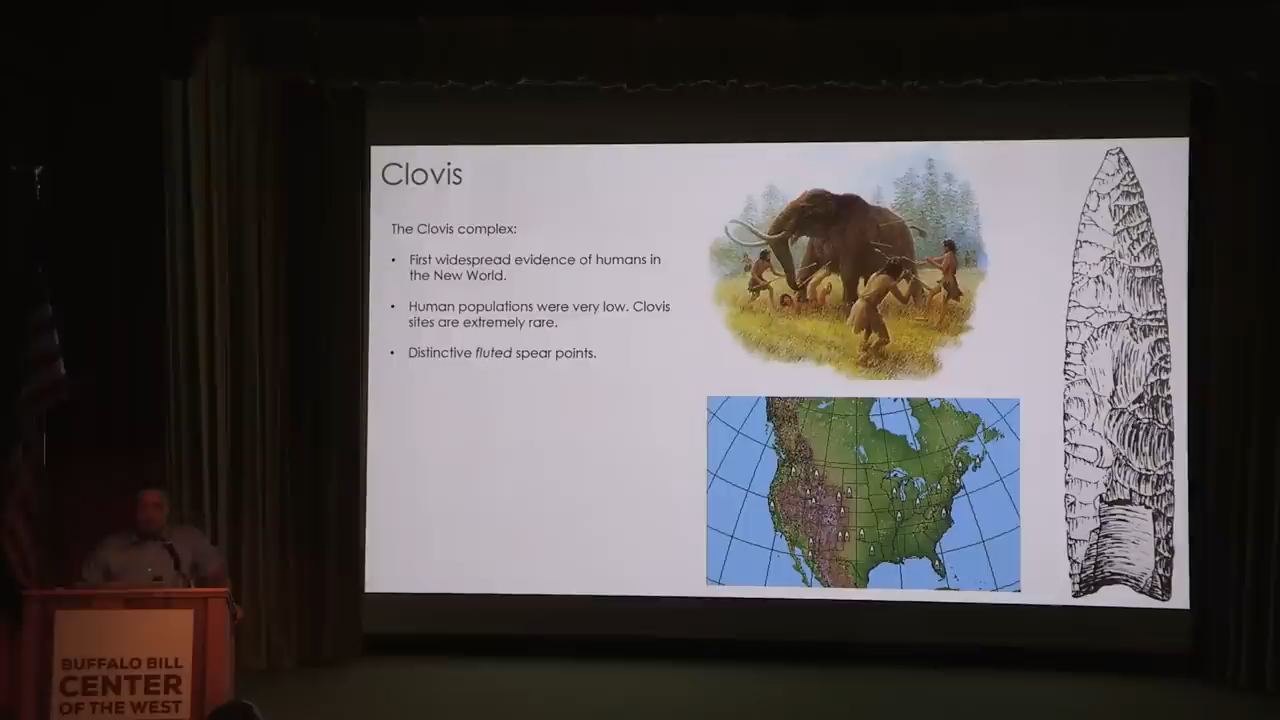 Clovis
The Clovis complex:
• First widespread evidence of humans in
the New World.
• Human populations were very low. Clovis
sites are extremely rare.
• Distinctive fluted spear points.
BUFFALO BILL
CENTER
OF THE WEST